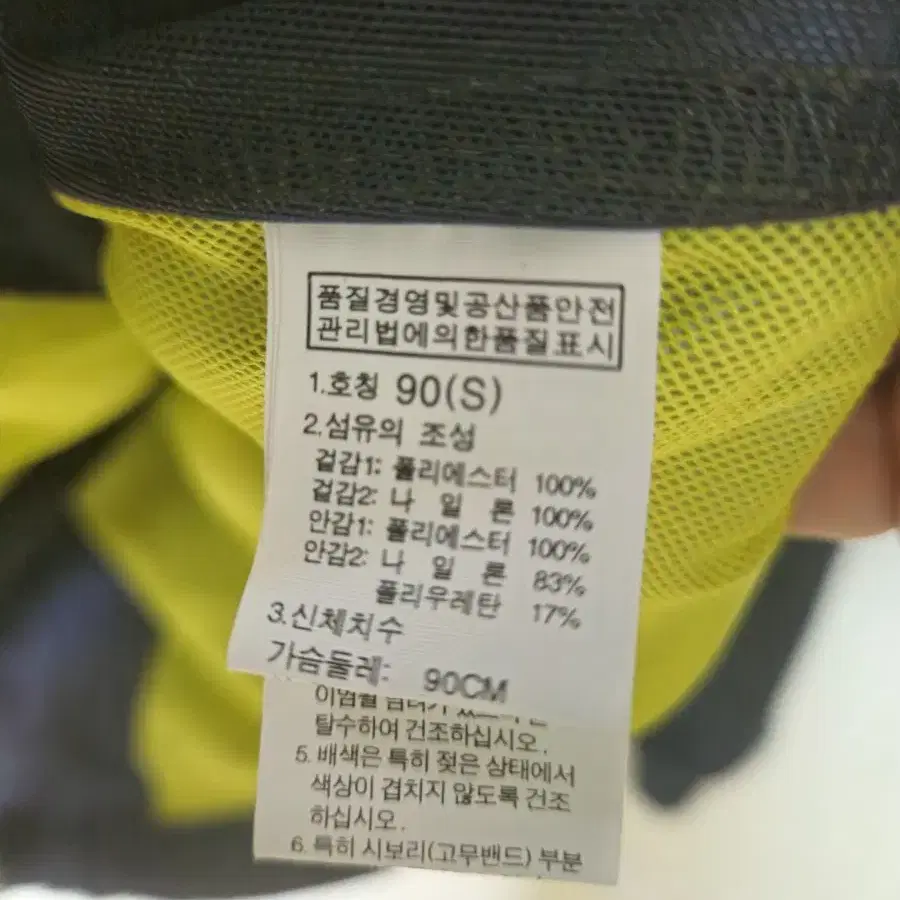 품질경영및공산품안전
관리법에의한품질표시
1.호칭 90(S)
2.섬유의 조성
겉감1: 폴리에스터 100%
겉감2: 나 일 론 100%
안감1: 폴리에스터 100%
안감2: 나 일 론 83%
폴리우레탄 17%
3.신체치수
가슴둘레: 90CM
탈수하여 건조하십시오.
5. 배색은 특히 젖은 상태에서
색상이 겹치지 않도록 건조
하십시오.
6. 특히 시보리(고무밴드) 부분